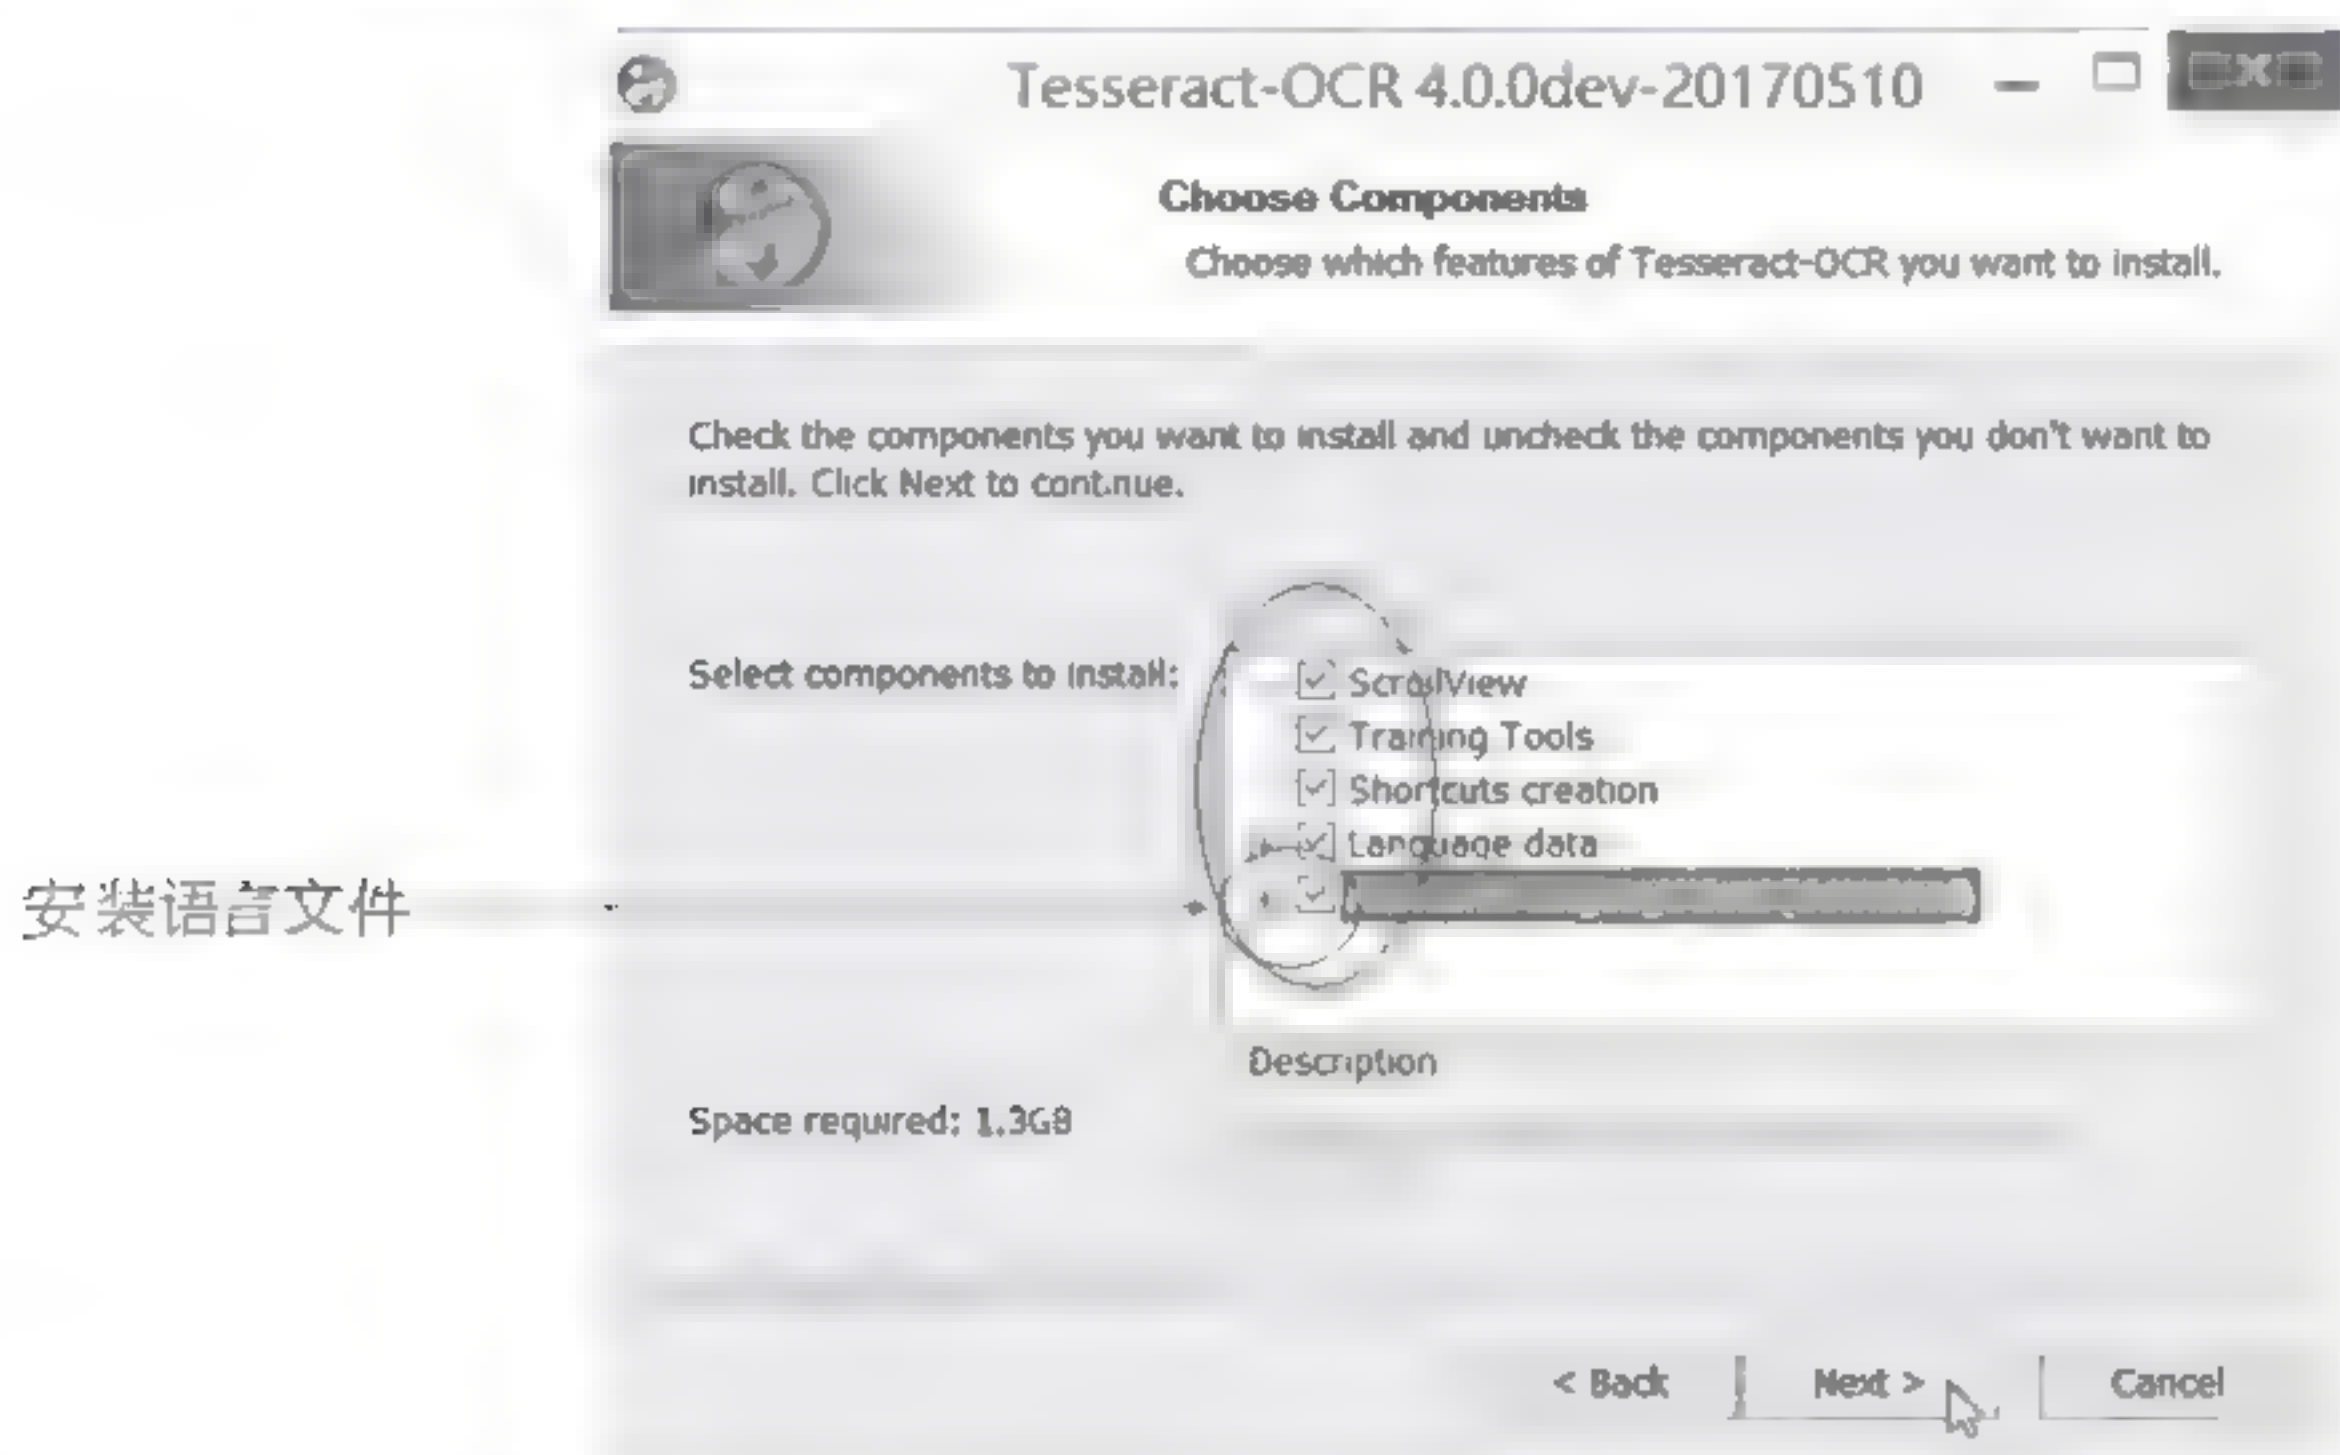 Tesseract-OCR 4.0.0dev-20170510
Choose Components
Choose which features of Tesseract-OCR you want to install.
Check the components you want to install and uncheck the components you don't want to
install. Click Next to continue.
Select components to install:
ScrollView
Training Tools
Shortcuts creation
Language data
安装语言文件
Description
Space required: 1.3GB
< Back
Next >
Cancel